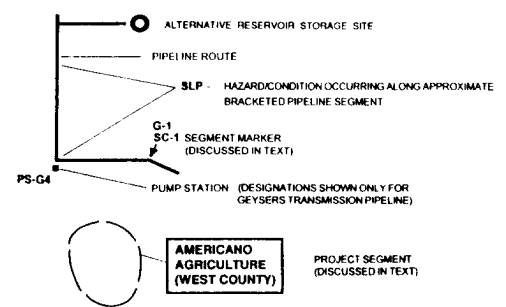 ALTERNATIVE RESERVOIR STORAGE SITE
PIPELINE ROUTE
SLP - HAZARD/CONDITION OCCURRING ALONG APPROXIMATE
BRACKETED PIPELINE SEGMENT
G-1
SC-1 SEGMENT MARKER
(DISCUSSED IN TEXT)
PS-G4
PUMP STATION (DESIGNATIONS SHOWN ONLY FOR
GEYSERS TRANSMISSION PIPELINE)
AMERICANO
AGRICULTURE
(WEST COUNTY)
PROJECT SEGMENT
(DISCUSSED IN TEXT)